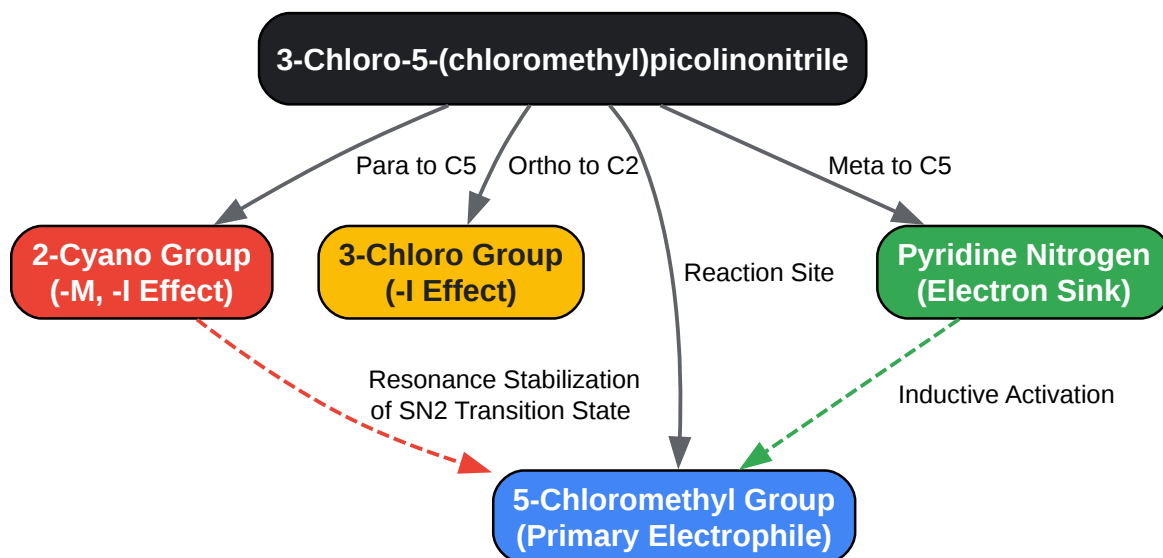 3-Chloro-5-(chloromethyl)picolinonitrile
Para to C5
Ortho to C2
Meta to C5
2-Cyano Group
(-M, -I Effect)
3-Chloro Group
(-I Effect)
Reaction Site
Pyridine Nitrogen
(Electron Sink)
Resonance Stabilization
of SN2 Transition State
Inductive Activation
5-Chloromethyl Group
(Primary Electrophile)